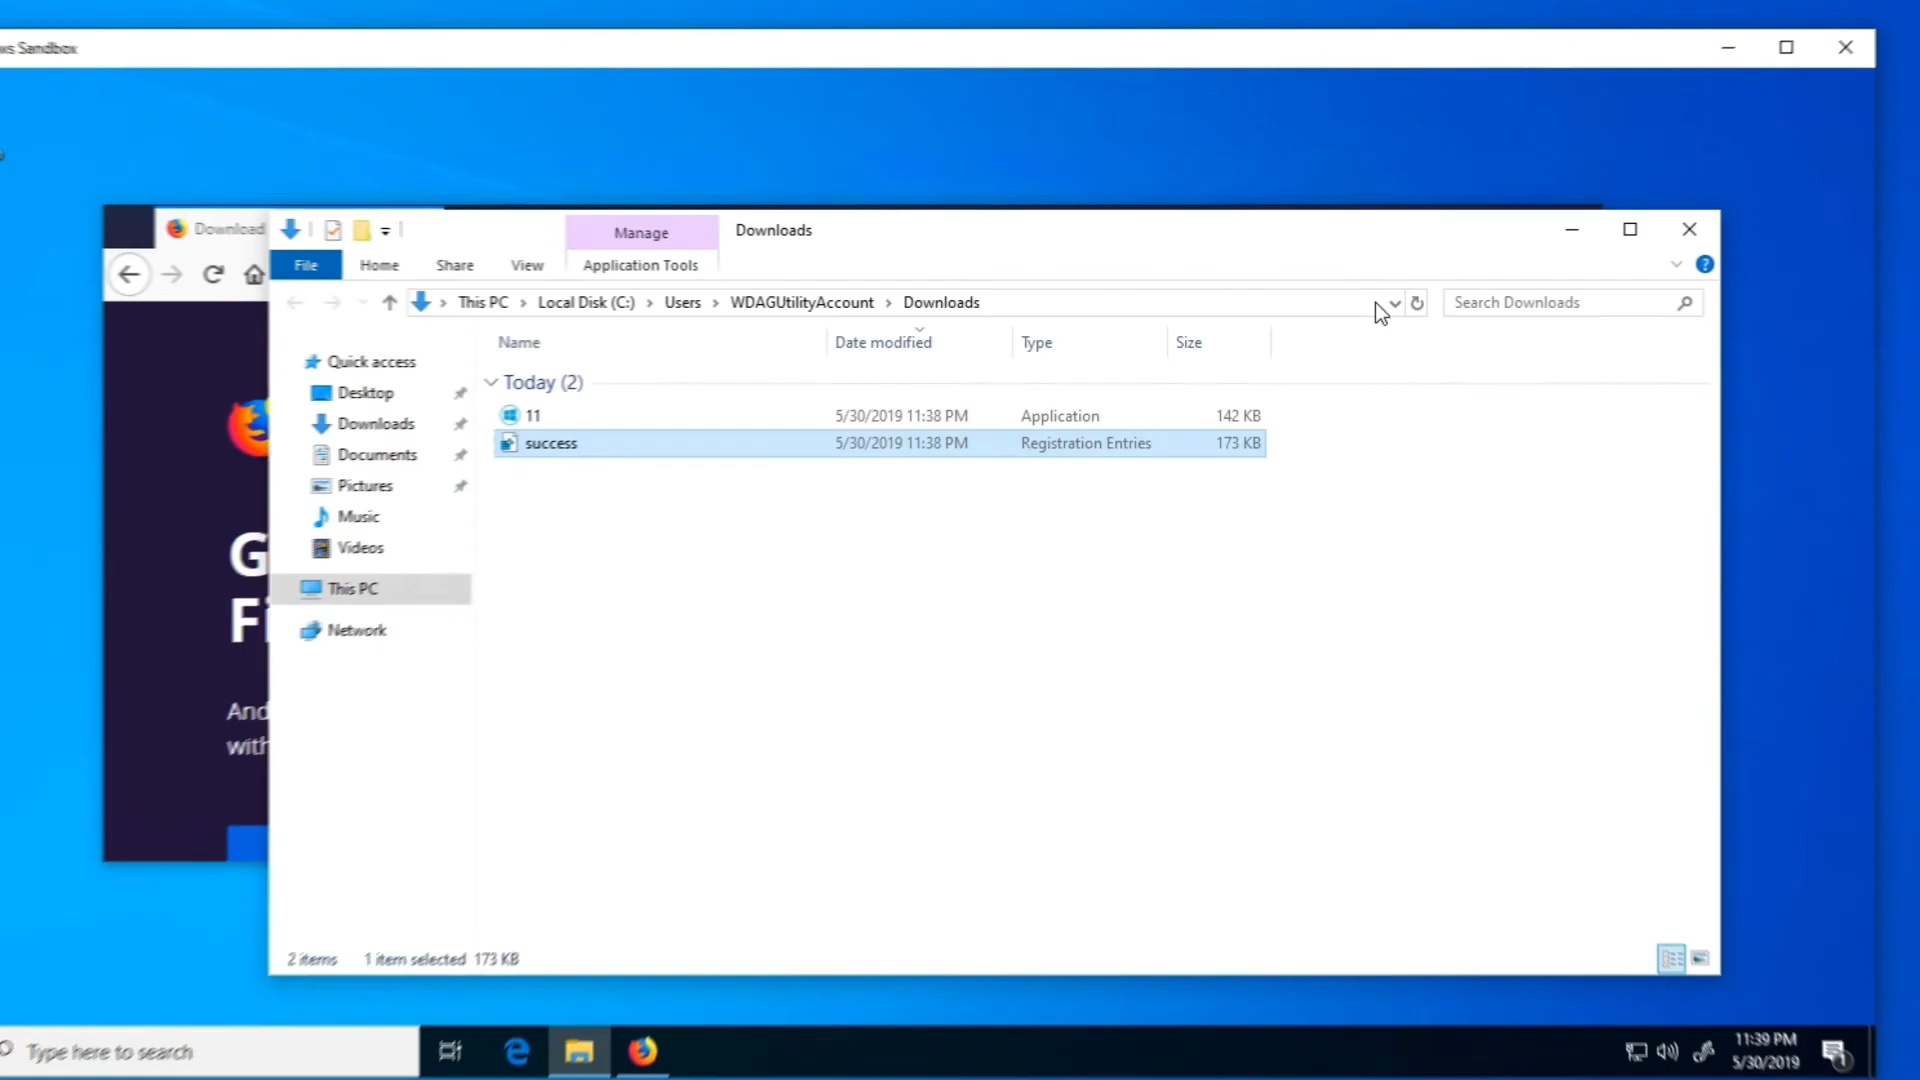 ws Sandbox
Download
Manage
Downloads
File
Home
Share
View
Application Tools
This PC > Local Disk (C:) > Users > WDAGUtilityAccount > Downloads
Search Downloads
Name
Date modified
Type
Size
Quick access
Desktop
Downloads
Documents
Pictures
Music
Videos
This PC
Network
Today (2)
11 5/30/2019 11:38 PM Application 142 KB
success 5/30/2019 11:38 PM Registration Entries 173 KB
G
Fi
And
with
2 items 1 item selected 173 KB
Type here to search
11:39 PM
5/30/2019
1